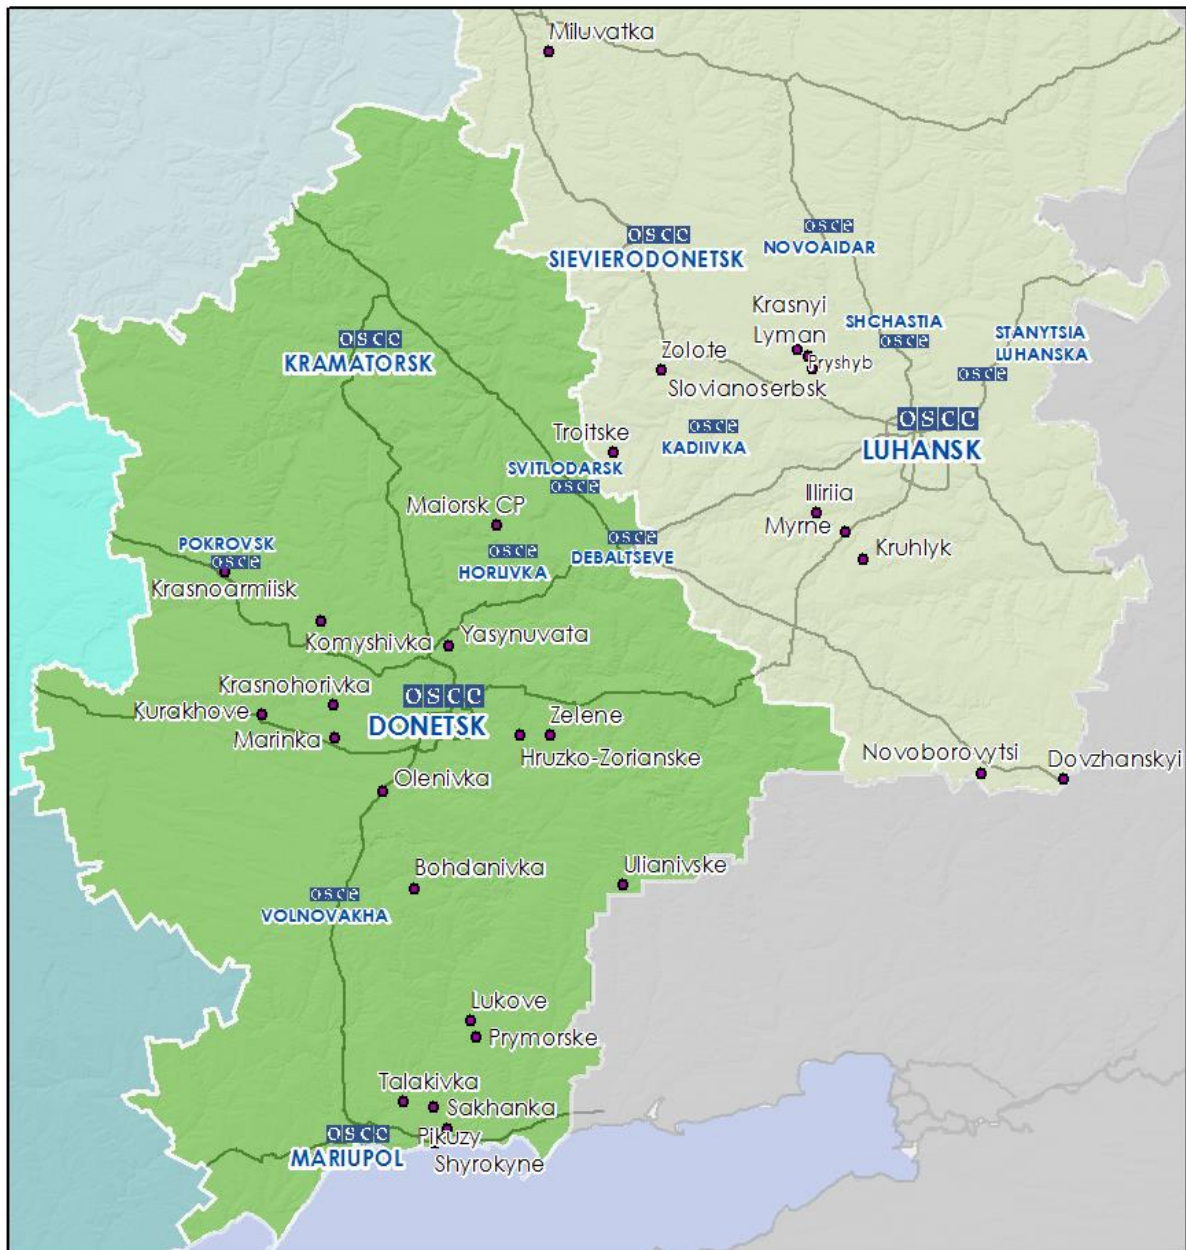 Miluvatka
osce
SIEVIERODONETSK
osce
NOVOAIDAR
Krasnyi
Lyman
Pryshyb
SHCHASTIA
osce
STANYTSIA
LUHANSKA
osce
osce
KRAMATORSK
Zolote
Slovianoserbsk
osce
KADIIVKA
osce
LUHANSK
Troitske
SVITLODARSK
osce
Maiorsk CP
osce
HORLIVKA
osce
DEBALTSEVE
Illiriia
Myrne
Kruhlyk
POKROVSK
osce
Krasnoarmiisk
Komyshivka
Yasynuvata
Krasnohorivka
Kurakhove
Marinka
osce
DONETSK
Zelene
Hruzko-Zorianske
Olenivka
Novoborovytsi
Dovzhanskyi
Bohdanivka
Ulianivske
osce
VOLNOVAKHA
Lukove
Prymorske
Talakivka
Sakhanka
osce
MARIUPOL
Pikuzy
Shyrokyne